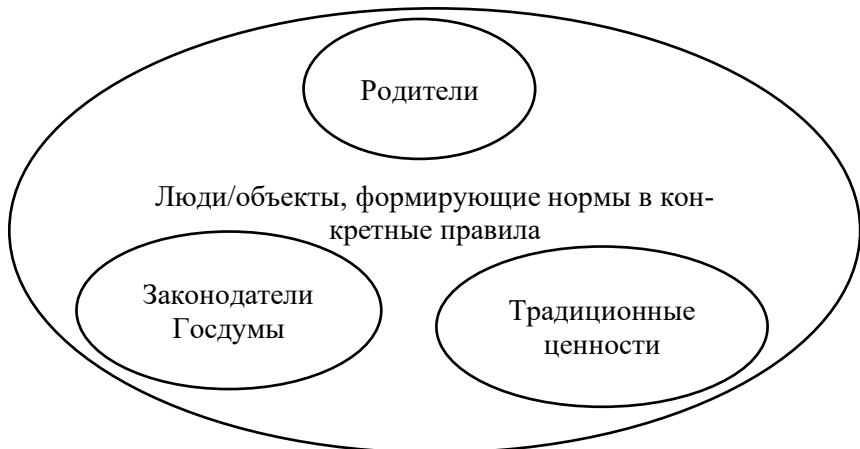 Родители
Люди/объекты, формирующие нормы в кон-
кретные правила
Законодатели
Госдумы
Традиционные
ценности